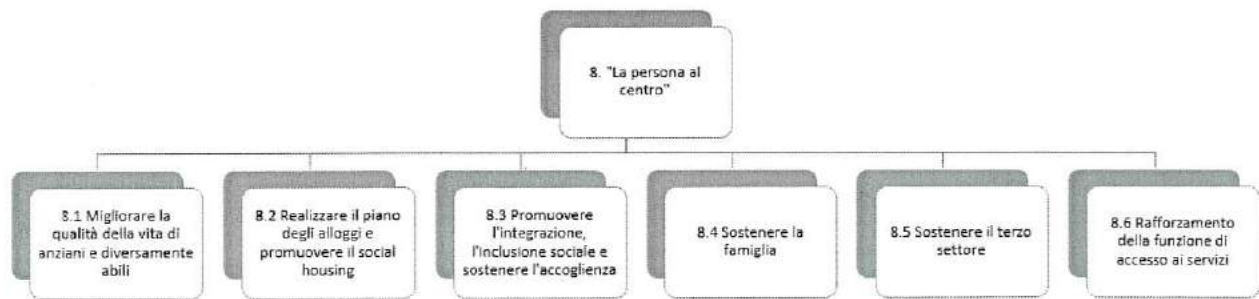 8. "La persona al
centro"
8.1 Migliorare la
qualità della vita di
anziani e diversamente
abili
8.2 Realizzare il piano
degli alloggi e
promuovere il social
housing
8.3 Promuovere
l'integrazione,
l'inclusione sociale e
sostenere l'accoglienza
8.4 Sostenere la
famiglia
8.5 Sostenere il terzo
settore
8.6 Rafforzamento
della funzione di
accesso ai servizi